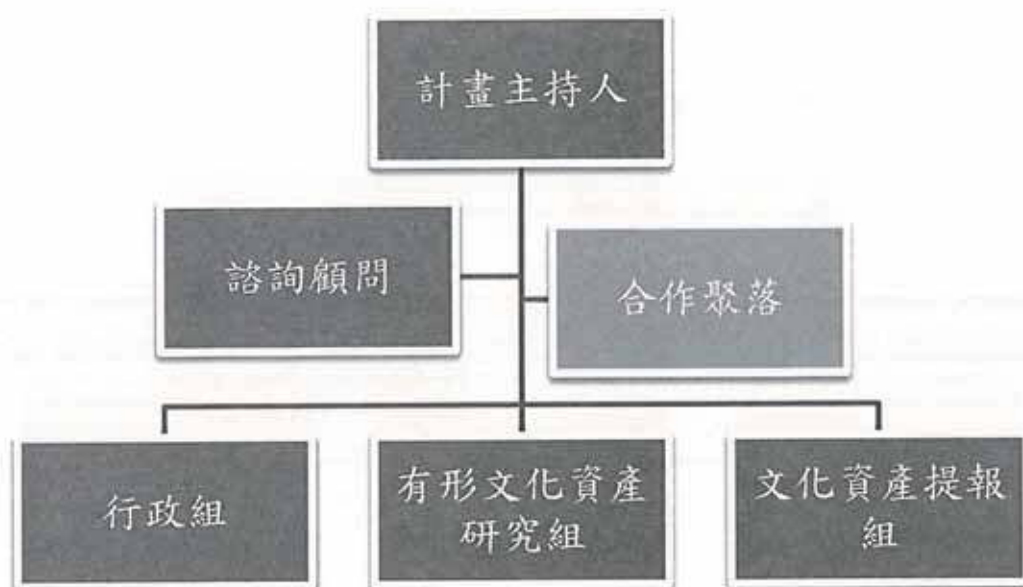 計畫主持人
諮詢顧問
合作聚落
行政組
有形文化資產
研究組
文化資產提報
組